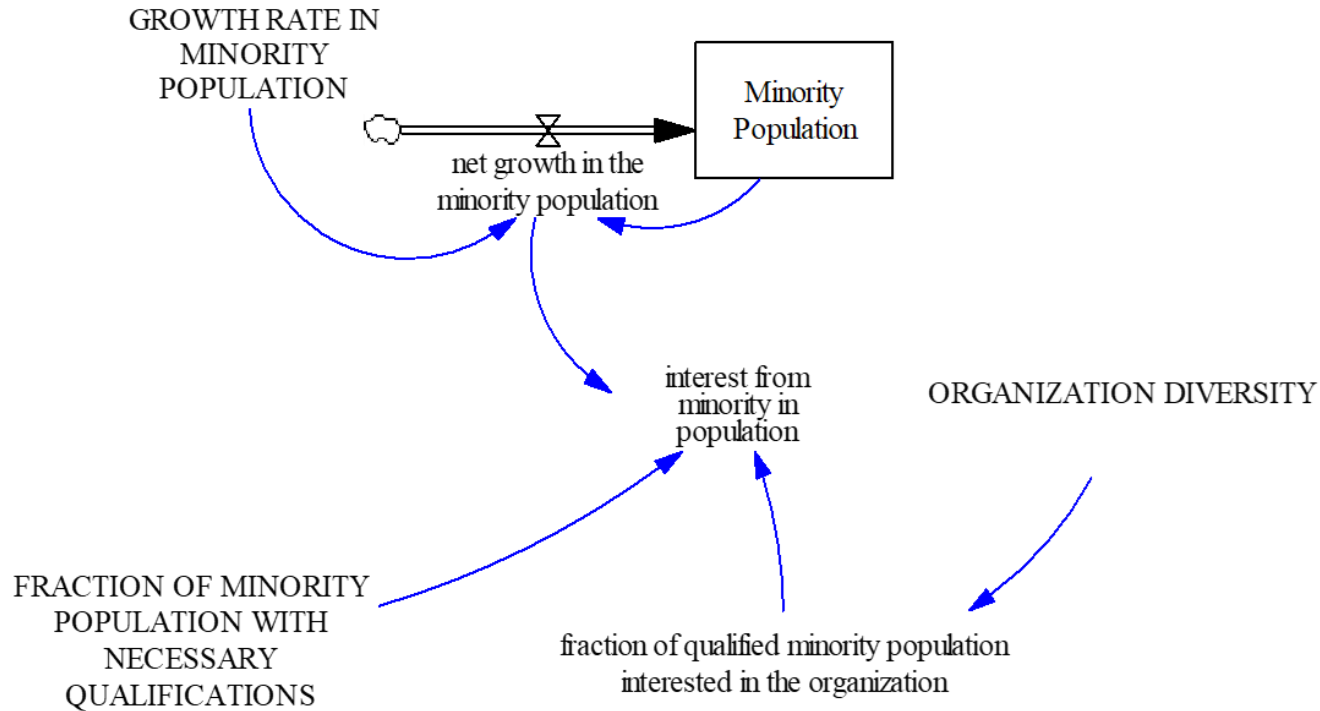 GROWTH RATE IN
MINORITY
POPULATION
Minority
Population
net growth in the
minority population
interest from
minority in
population
ORGANIZATION DIVERSITY
FRACTION OF MINORITY
POPULATION WITH
NECESSARY
QUALIFICATIONS
fraction of qualified minority population
interested in the organization